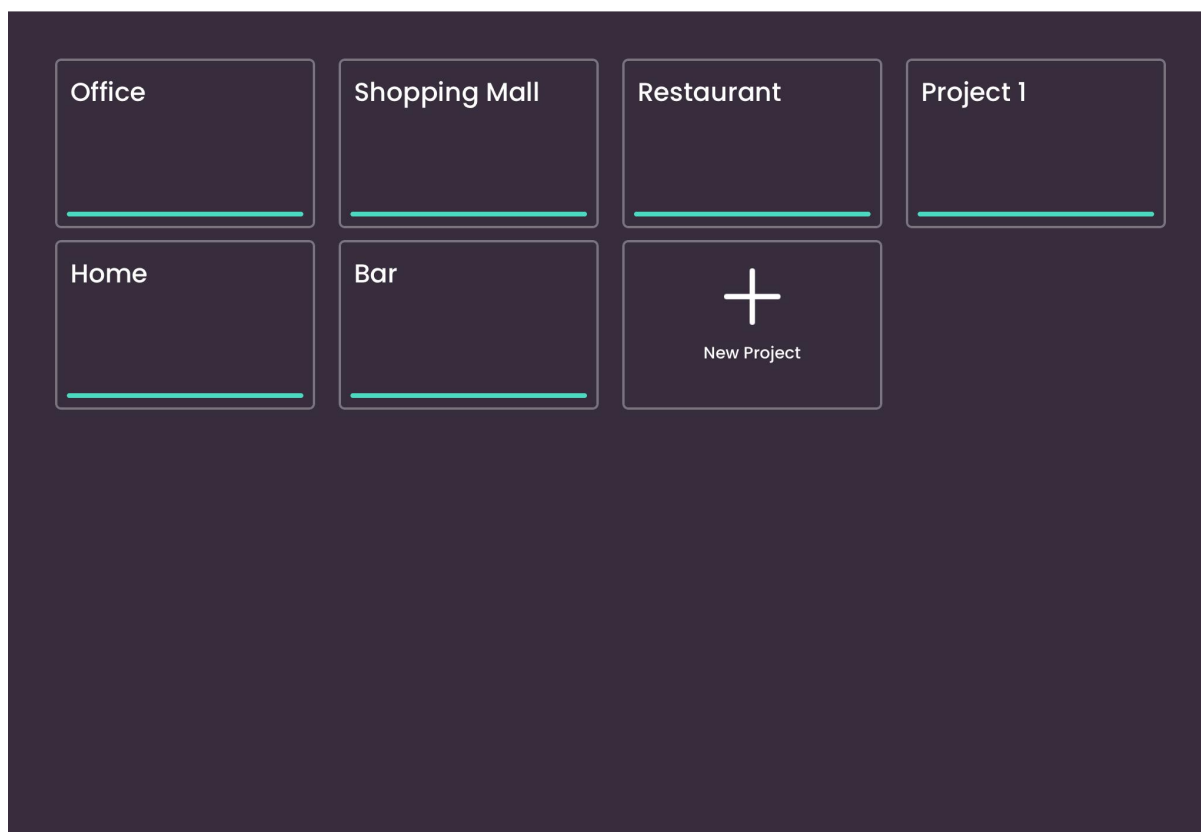 Office
Shopping Mall
Restaurant
Project 1
Home
Bar
New Project